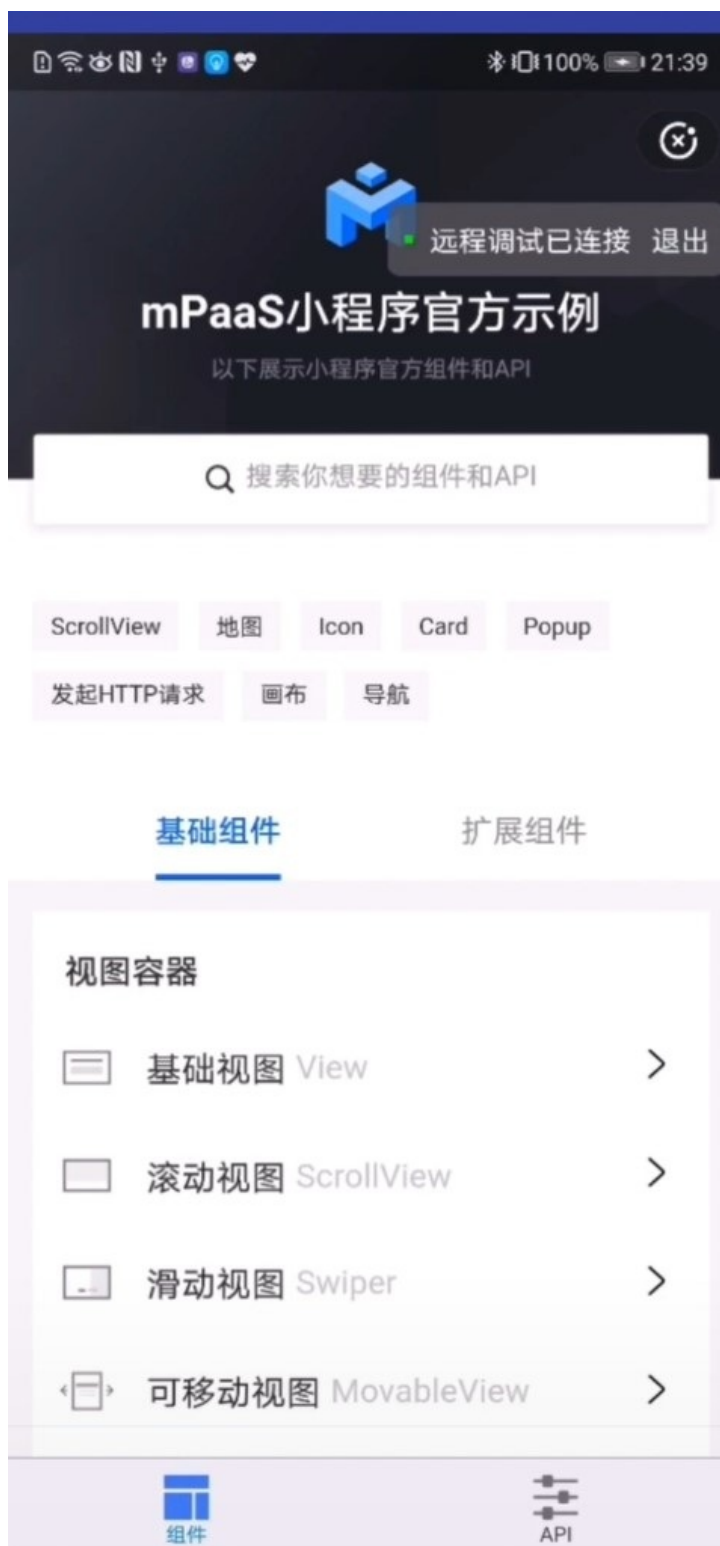 100% 21:39
远程调试已连接 退出
mPaaS小程序官方示例
以下展示小程序官方组件和API
搜索你想要的组件和API
ScrollView 地图 Icon Card Popup
发起HTTP请求 画布 导航
基础组件 扩展组件
视图容器
基础视图 View
滚动视图 ScrollView
滑动视图 Swiper
可移动视图 MovableView
组件 API